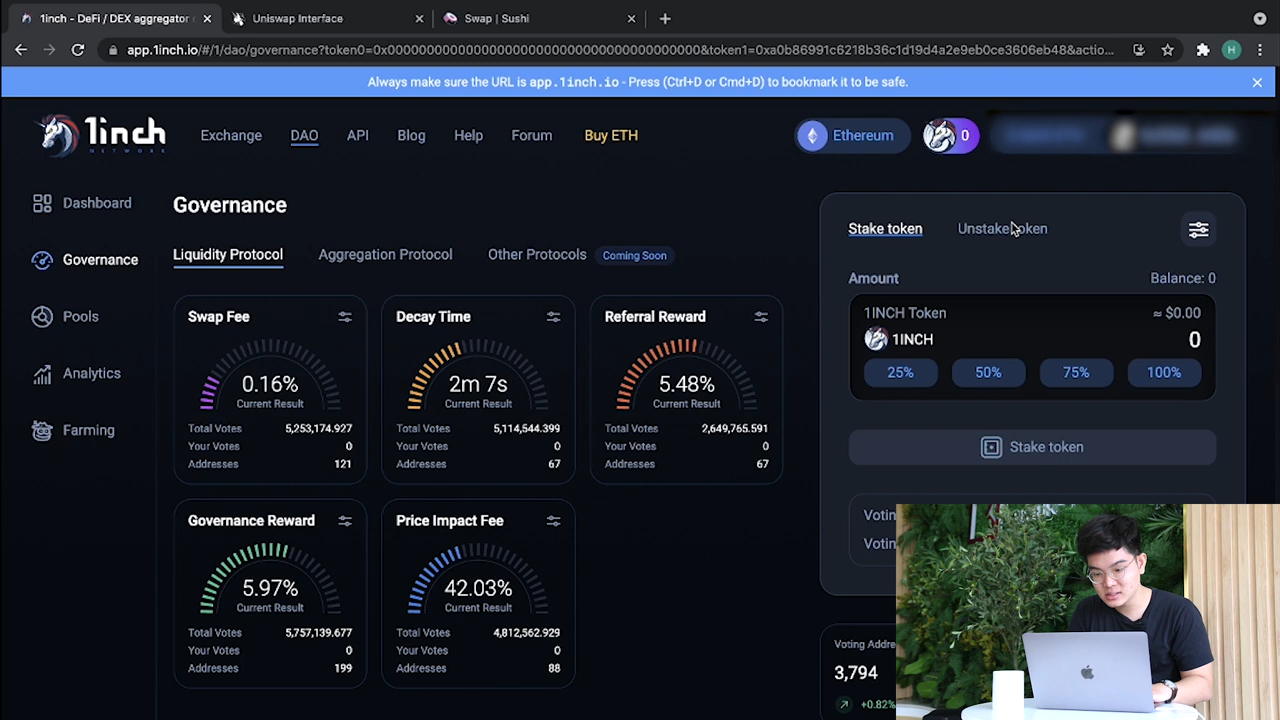 1inch - DeFi / DEX aggregator
Uniswap Interface
Swap | Sushi
app.1inch.io/#/1/dao/governance?token0=0x0000000000000000000000000000000000000000&token1=0xa0b86991c6218b36c1d19d4a2e9eb0ce3606eb48&actio...
H
Always make sure the URL is app.1inch.io - Press (Ctrl+D or Cmd+D) to bookmark it to be safe.
1inch
NETWORK
Exchange
DAO
API
Blog
Help
Forum
Buy ETH
Ethereum
0
Dashboard
Governance
Pools
Analytics
Farming
Governance
Liquidity Protocol
Aggregation Protocol
Other Protocols
Coming Soon
Swap Fee
0.16%
Current Result
Total Votes 5,253,174.927
Your Votes 0
Addresses 121
Decay Time
2m 7s
Current Result
Total Votes 5,114,544.399
Your Votes 0
Addresses 67
Referral Reward
5.48%
Current Result
Total Votes 2,649,765.591
Your Votes 0
Addresses 67
Governance Reward
5.97%
Current Result
Total Votes 5,757,139.677
Your Votes 0
Addresses 199
Price Impact Fee
42.03%
Current Result
Total Votes 4,812,562.929
Your Votes 0
Addresses 88
Stake token
Unstake token
Amount
Balance: 0
1INCH Token
≈ $0.00
1INCH
0
25%
50%
75%
100%
Stake token
Votin
Votin
Voting Addre
3,794
+0.82%